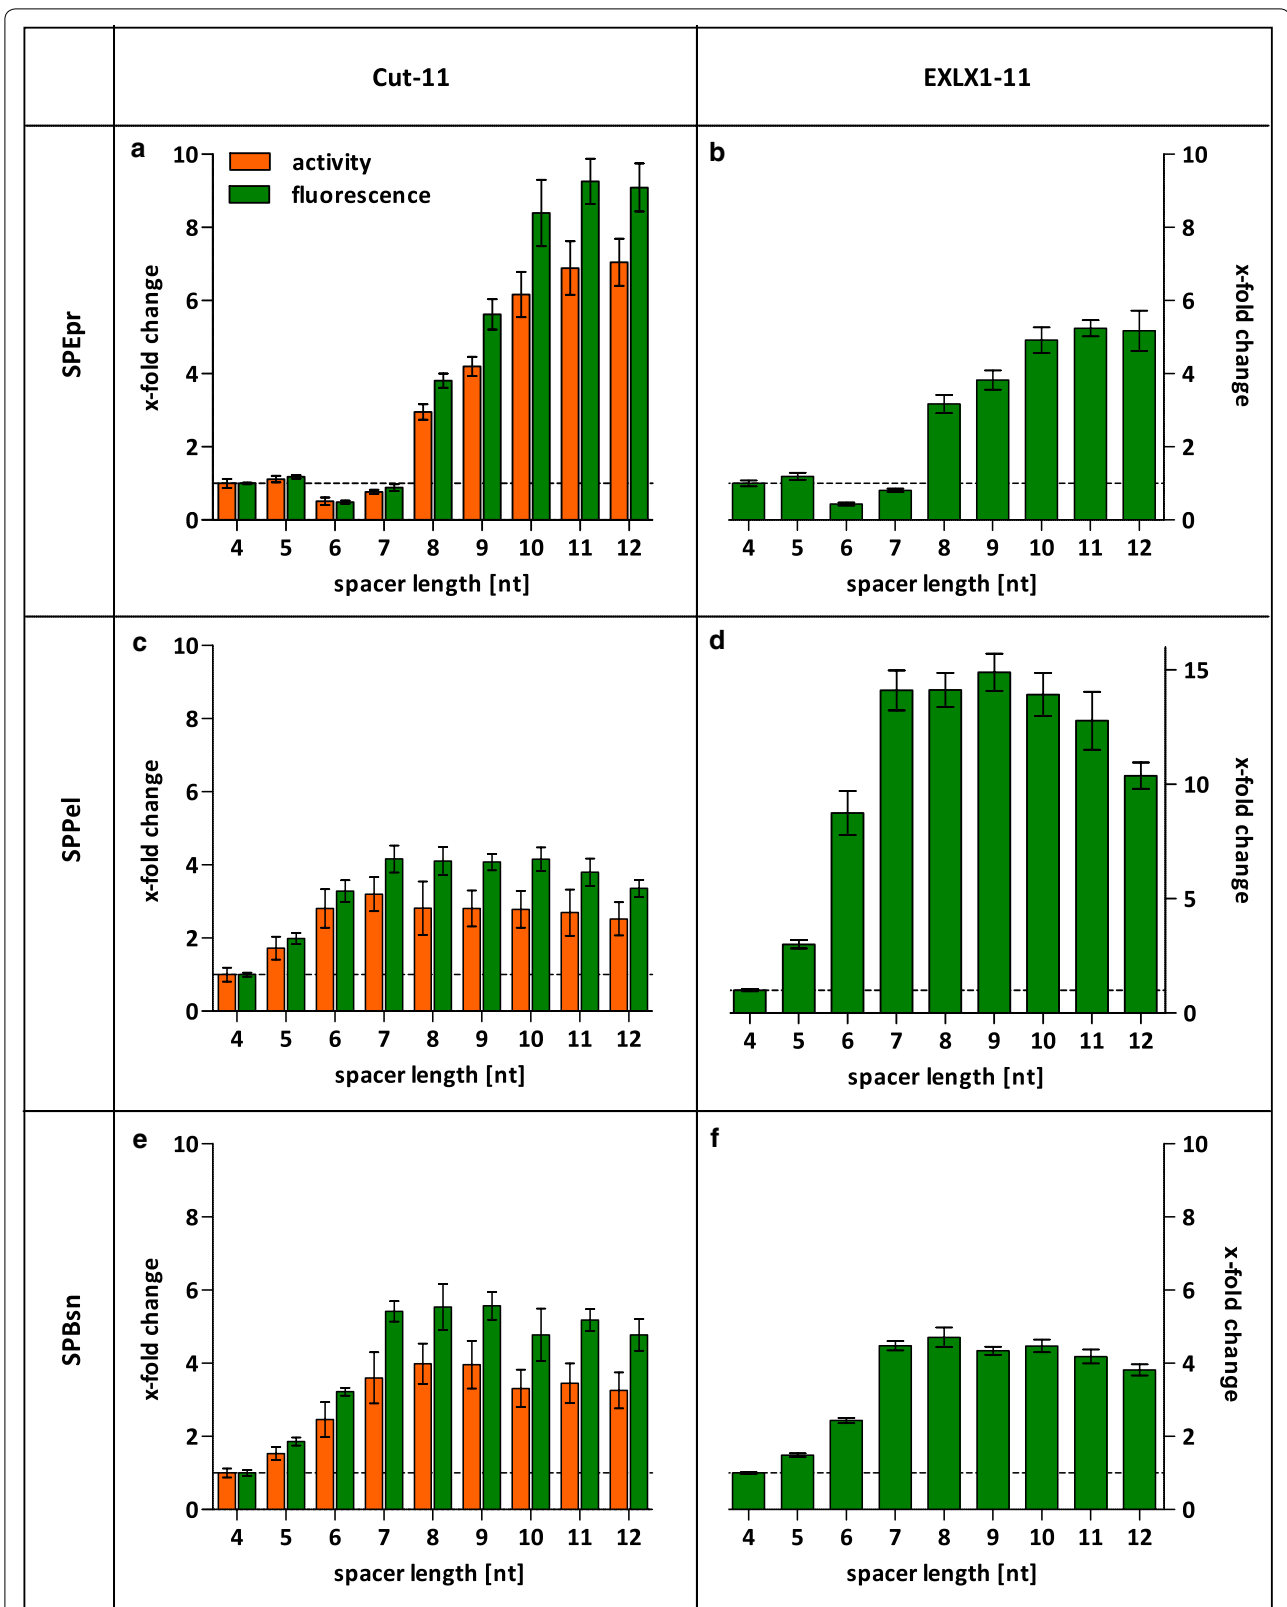 Cut-11
EXLX1-11
SPEpr
a
activity
fluorescence
x-fold change
10
8
6
4
2
0
4 5 6 7 8 9 10 11 12
spacer length [nt]
b
x-fold change
10
8
6
4
2
0
4 5 6 7 8 9 10 11 12
spacer length [nt]
SPPel
c
x-fold change
10
8
6
4
2
0
4 5 6 7 8 9 10 11 12
spacer length [nt]
d
x-fold change
15
10
5
0
4 5 6 7 8 9 10 11 12
spacer length [nt]
SPBsn
e
x-fold change
10
8
6
4
2
0
4 5 6 7 8 9 10 11 12
spacer length [nt]
f
x-fold change
10
8
6
4
2
0
4 5 6 7 8 9 10 11 12
spacer length [nt]